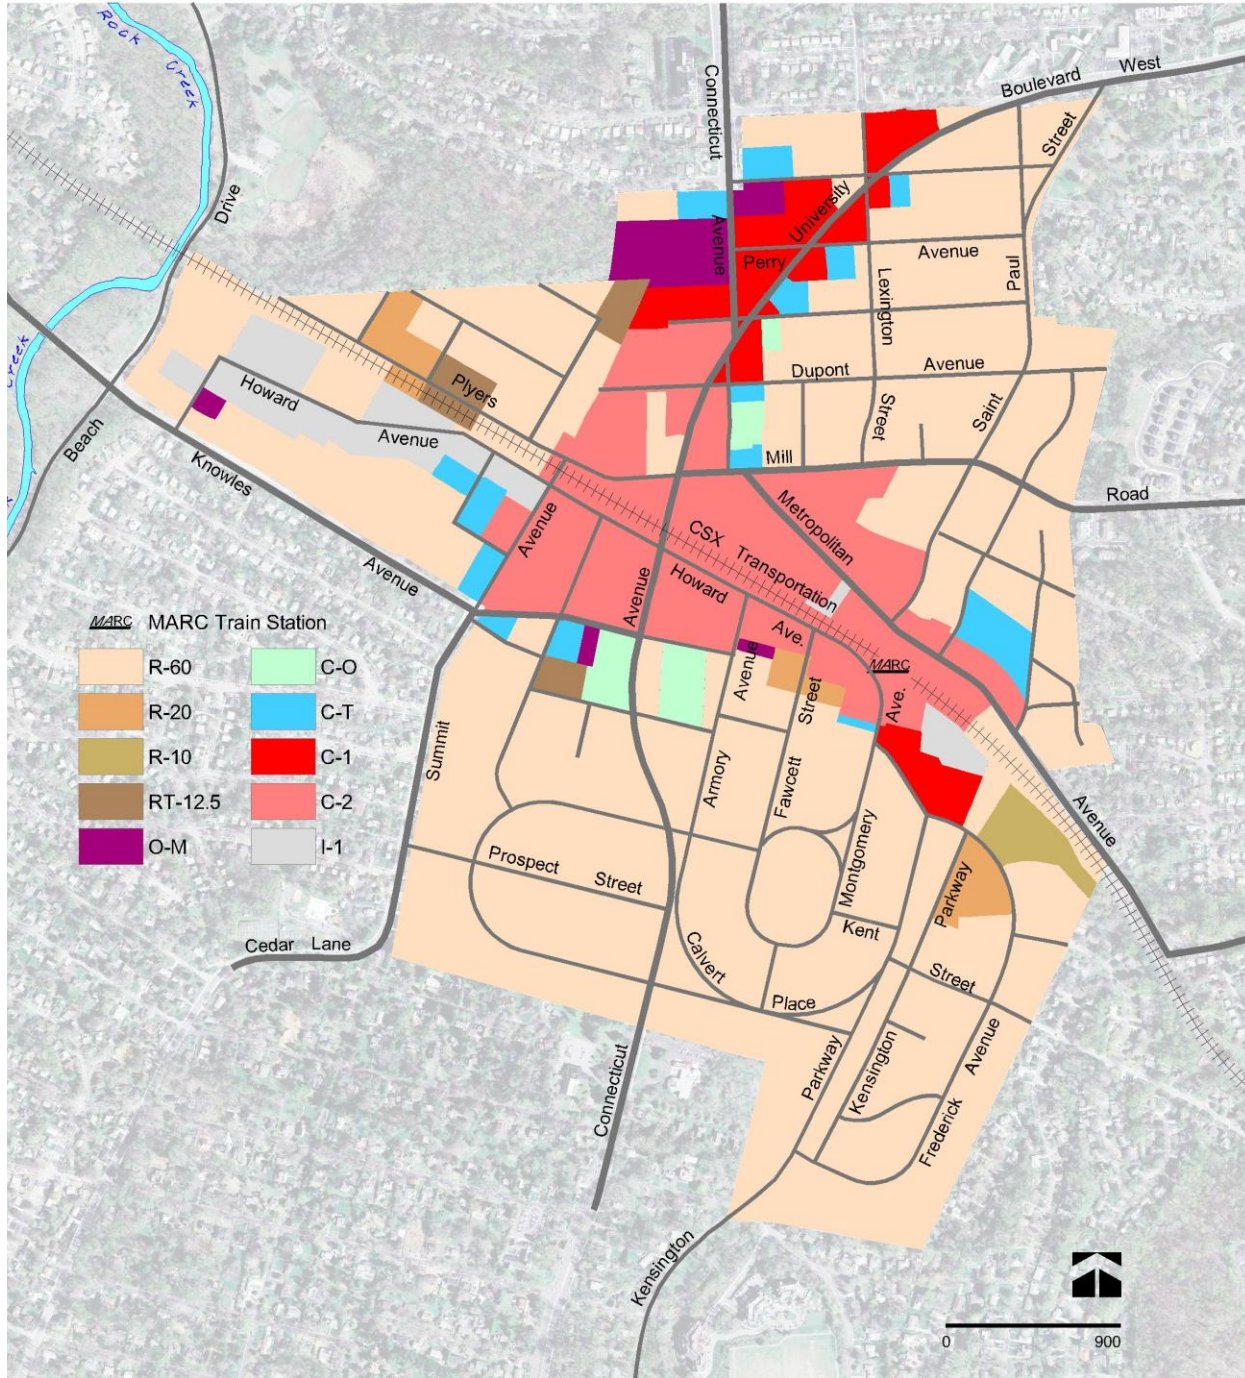 Rock
Creek
Connecticut
Avenue
Boulevard West
Street
Drive
University
Perry
Avenue
Lexington
Street
Paul
Saint
Dupont Avenue
Plyers
Mill
Road
Howard
Avenue
Creek
Beach
Knowles
Avenue
Avenue
Metropolitan
CSX Transportation
Howard
Ave.
Avenue
MARC
Ave.
Avenue
Street
Avenue
MARC MARC Train Station
R-60
C-O
R-20
C-T
R-10
C-1
RT-12.5
C-2
O-M
I-1
Summit
Armory
Fawcett
Montgomery
Prospect Street
Parkway
Kent
Street
Cedar Lane
Calvert
Place
Avenue
Parkway
Kensington
Frederick
Connecticut
Kensington
0 900